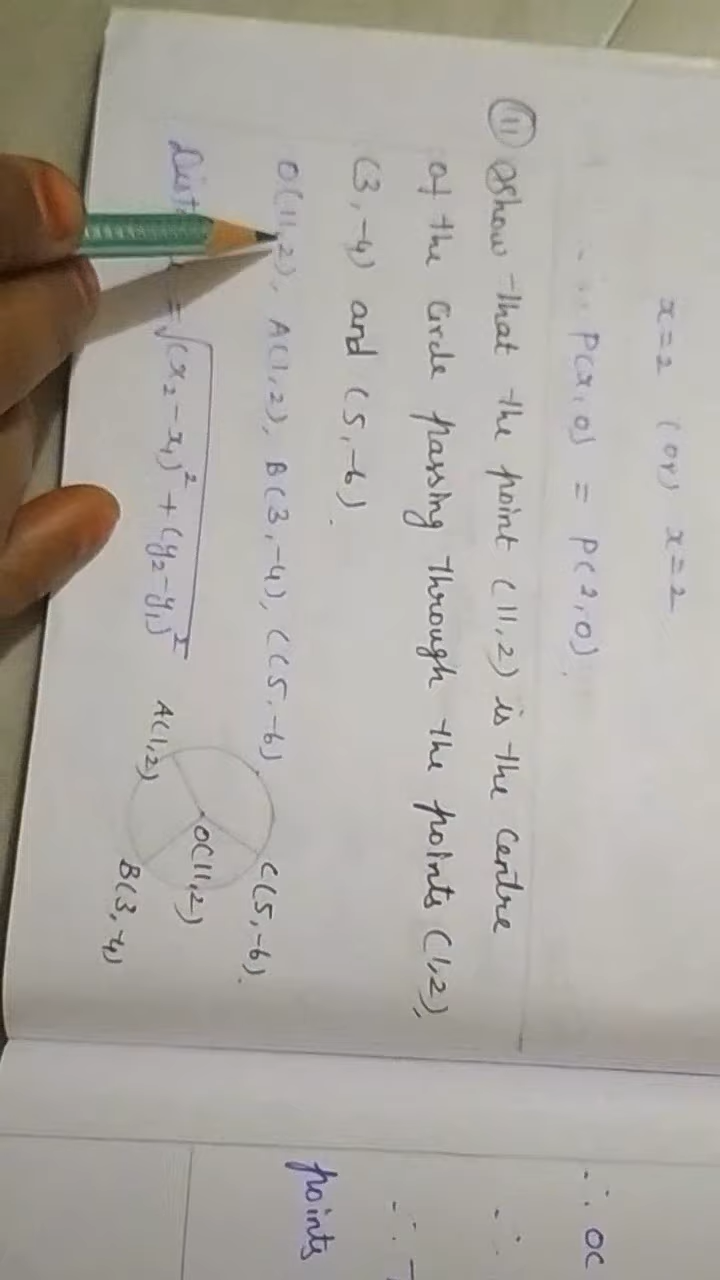 x=2 (or) x=2
∴ P(x,0) = P(2,0).
(11) Show that the point (11,2) is the centre
of the circle passing through the points (1,2),
(3,-4) and (5,-6).
O(11,2), A(1,2), B(3,-4), C(5,-6)
= √(x₂-x₁)² + (y₂-y₁)²
A(1,2)
O(11,2)
C(5,-6).
B(3,-4)
∴ OC
∴
∴ T
points